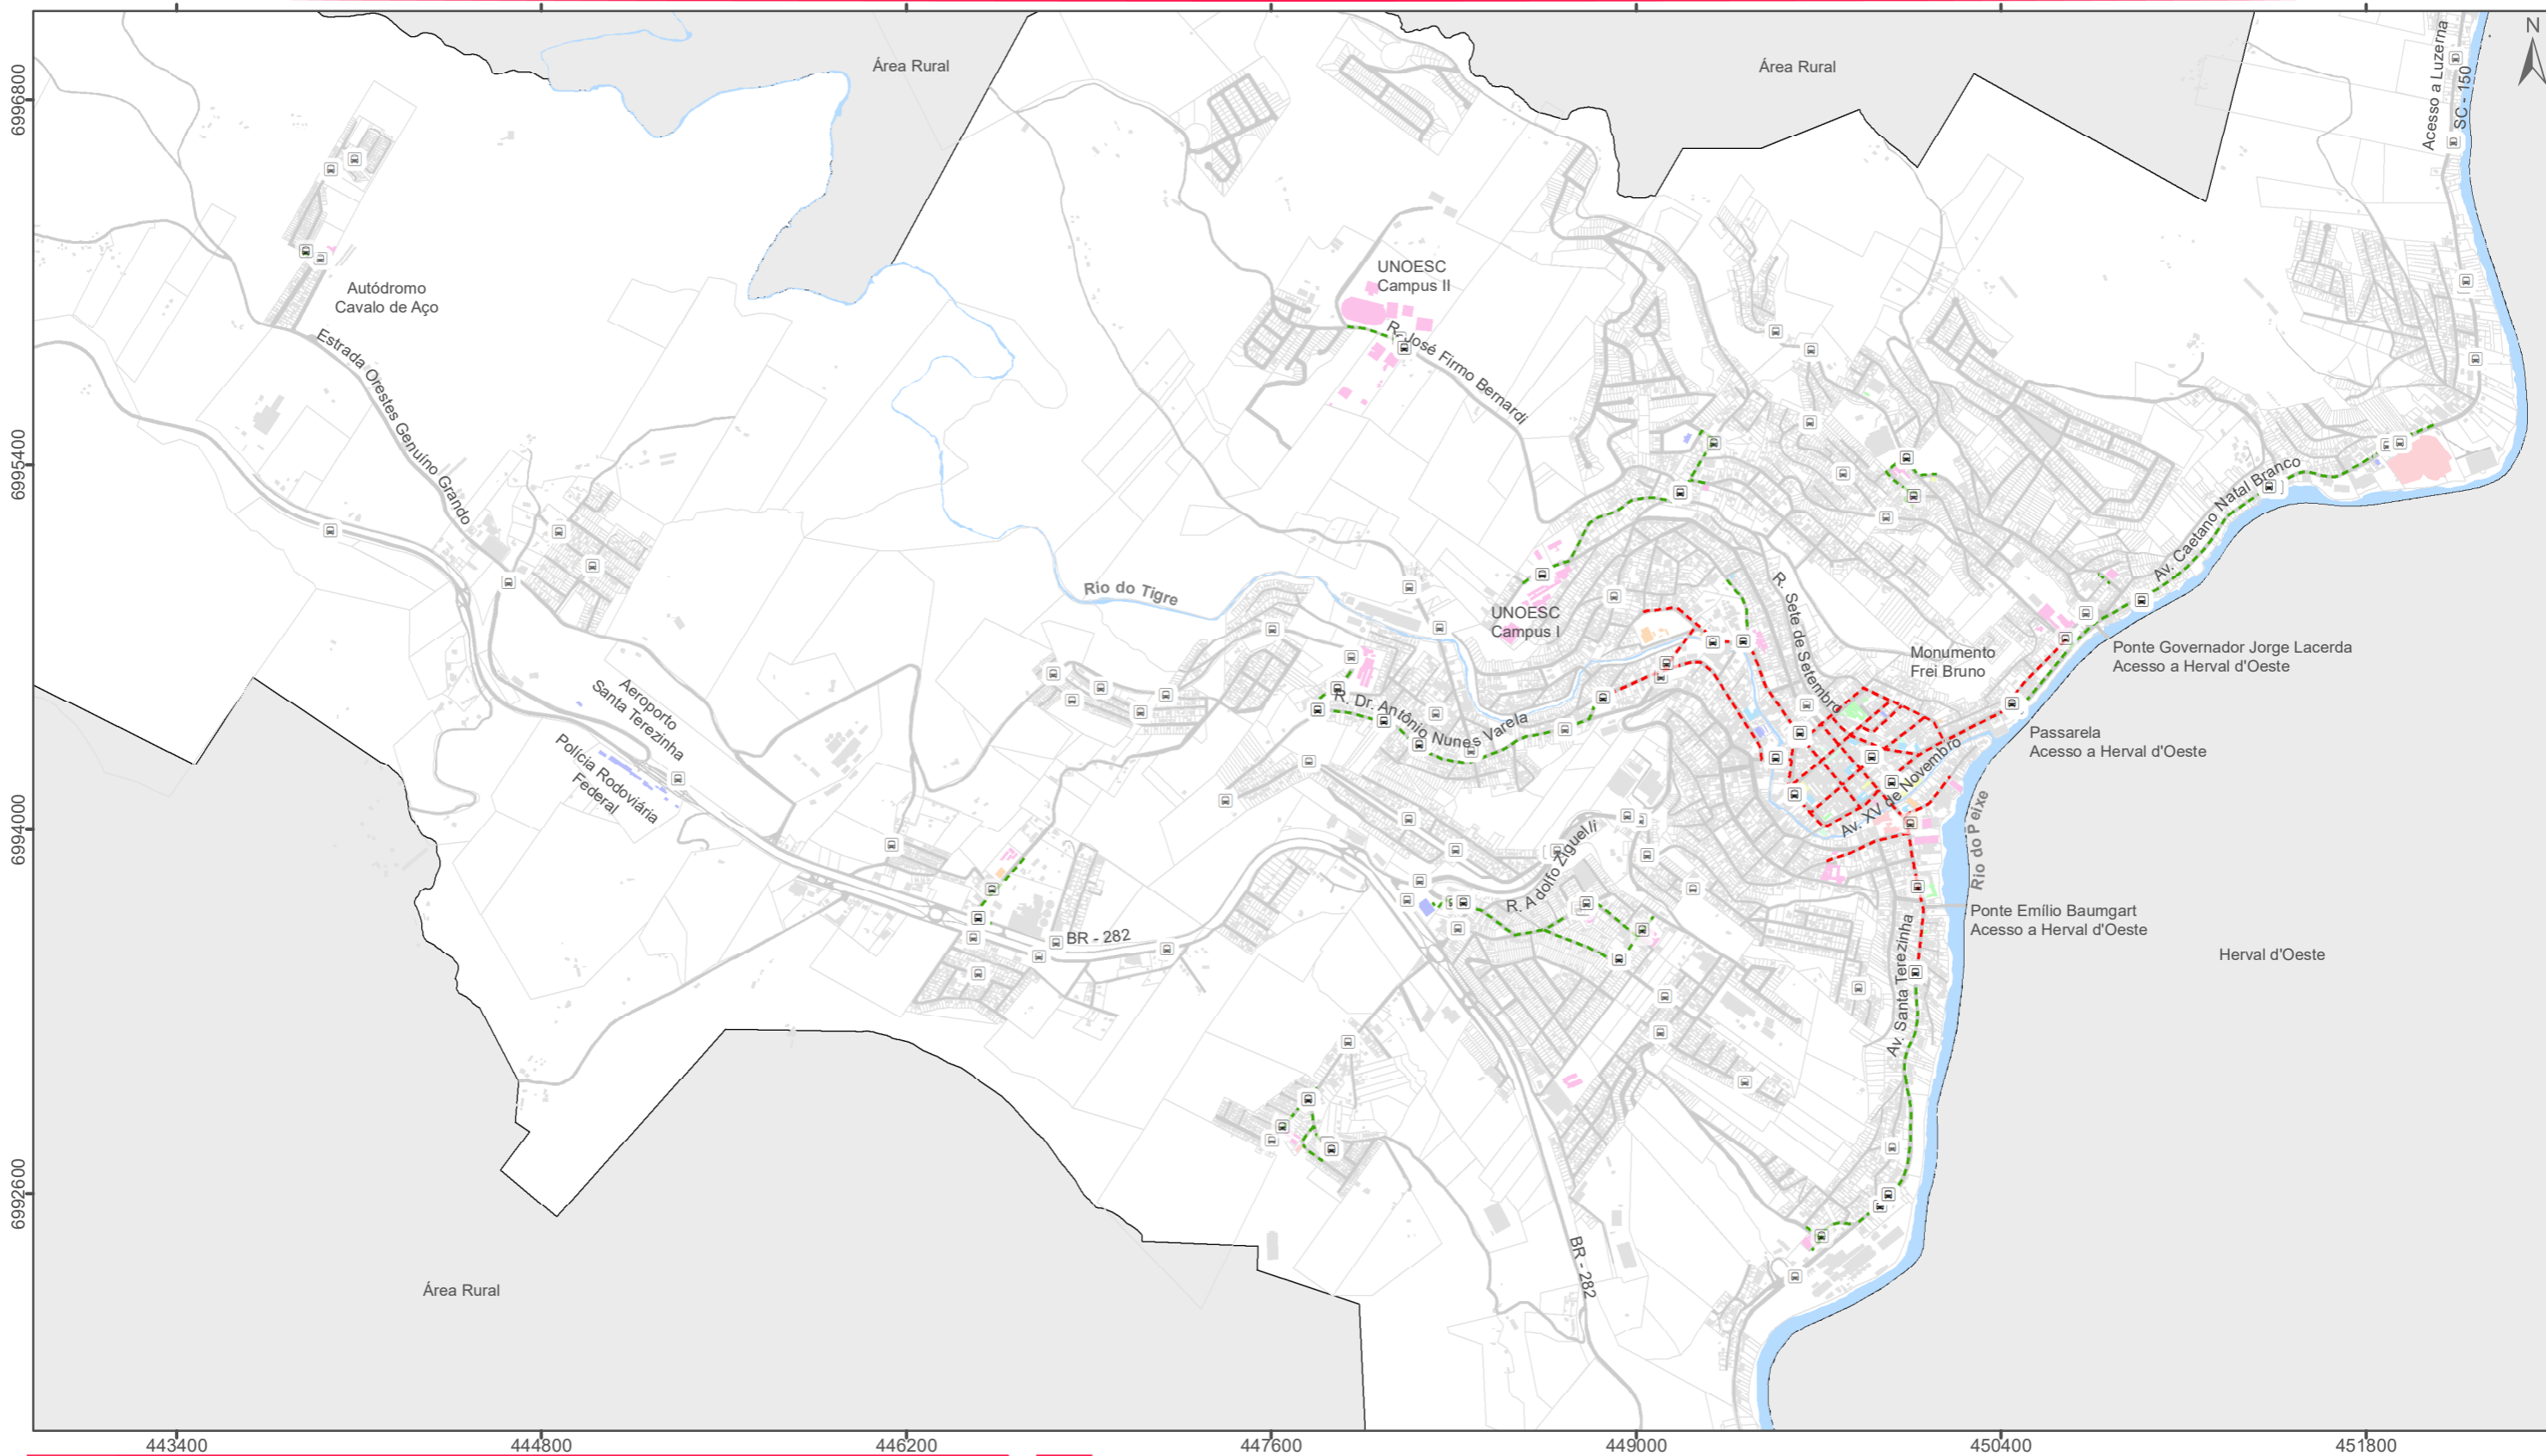 N
Área Rural
Área Rural
Acesso a Luzerna
SC - 150
6996800
Autódromo
Cavalo de Aço
UNOESC
Campus II
R. José Firmo Bernardi
Estrada Orestes Genuíno Grando
6995400
Av. Caetano Natal Branco
Rio do Tigre
UNOESC
Campus I
R. Sete de Setembro
Monumento
Frei Bruno
Ponte Governador Jorge Lacerda
Acesso a Herval d'Oeste
Aeroporto
Santa Terezinha
R. Dr. Antônio Nunes Varela
Passarela
Acesso a Herval d'Oeste
Polícia Rodoviária
Federal
Av. XV de Novembro
6994000
Rio do Peixe
R. Adolfo Ziguelli
Ponte Emílio Baumgart
Acesso a Herval d'Oeste
BR - 282
Av. Santa Terezinha
Herval d'Oeste
6992600
BR - 282
Área Rural
443400
444800
446200
447600
449000
450400
451800